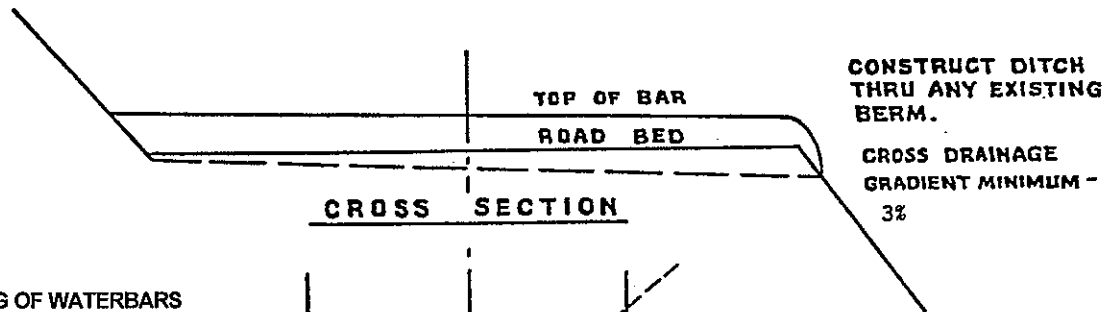 TOP OF BAR
ROAD BED
CROSS SECTION
CONSTRUCT DITCH
THRU ANY EXISTING
BERM.
CROSS DRAINAGE
GRADIENT MINIMUM -
3%
OF WATERBARS